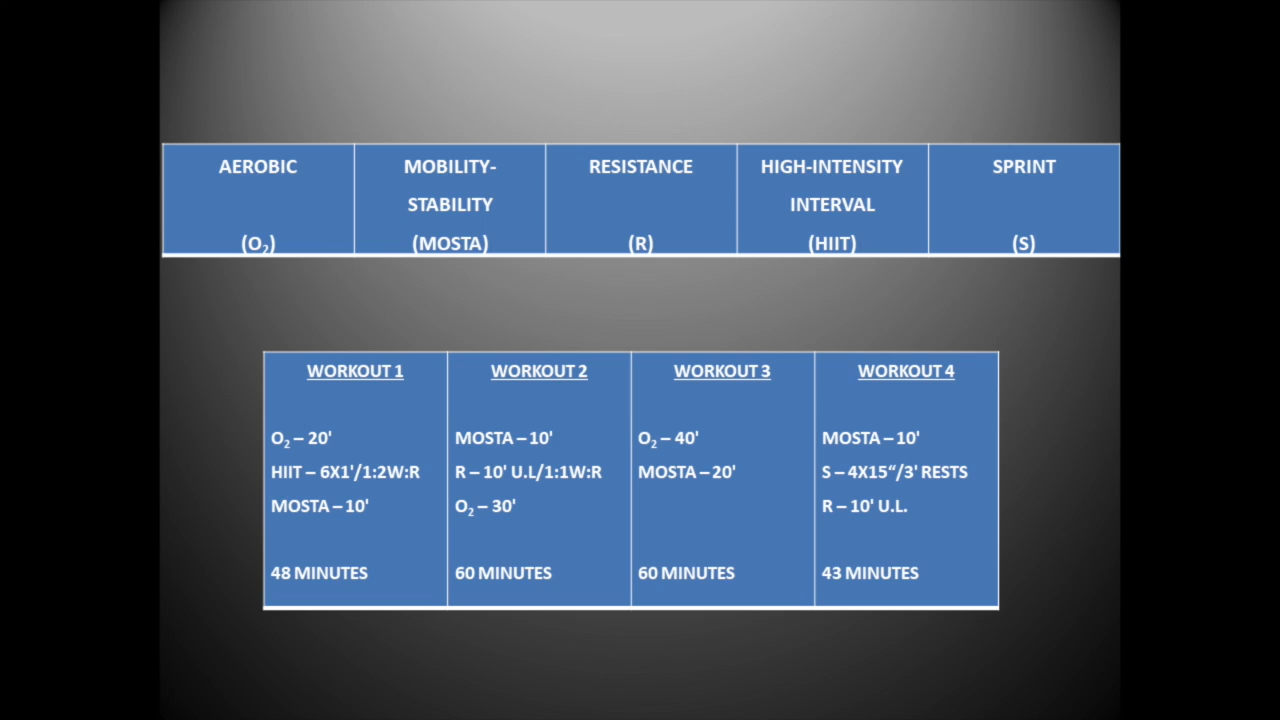 AEROBIC
(O₂)
MOBILITY-
STABILITY
(MOSTA)
RESISTANCE
(R)
HIGH-INTENSITY
INTERVAL
(HIIT)
SPRINT
(S)
WORKOUT 1
O₂ – 20'
HIIT – 6X1'/1:2W:R
MOSTA – 10'
48 MINUTES
WORKOUT 2
MOSTA – 10'
R – 10' U.L/1:1W:R
O₂ – 30'
60 MINUTES
WORKOUT 3
O₂ – 40'
MOSTA – 20'
60 MINUTES
WORKOUT 4
MOSTA – 10'
S – 4X15“/3' RESTS
R – 10' U.L.
43 MINUTES